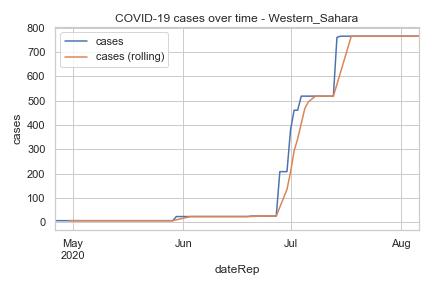 COVID-19 cases over time - Western_Sahara
cases
cases (rolling)
800
700
600
500
400
300
200
100
0
cases
May
2020
Jun
Jul
Aug
dateRep